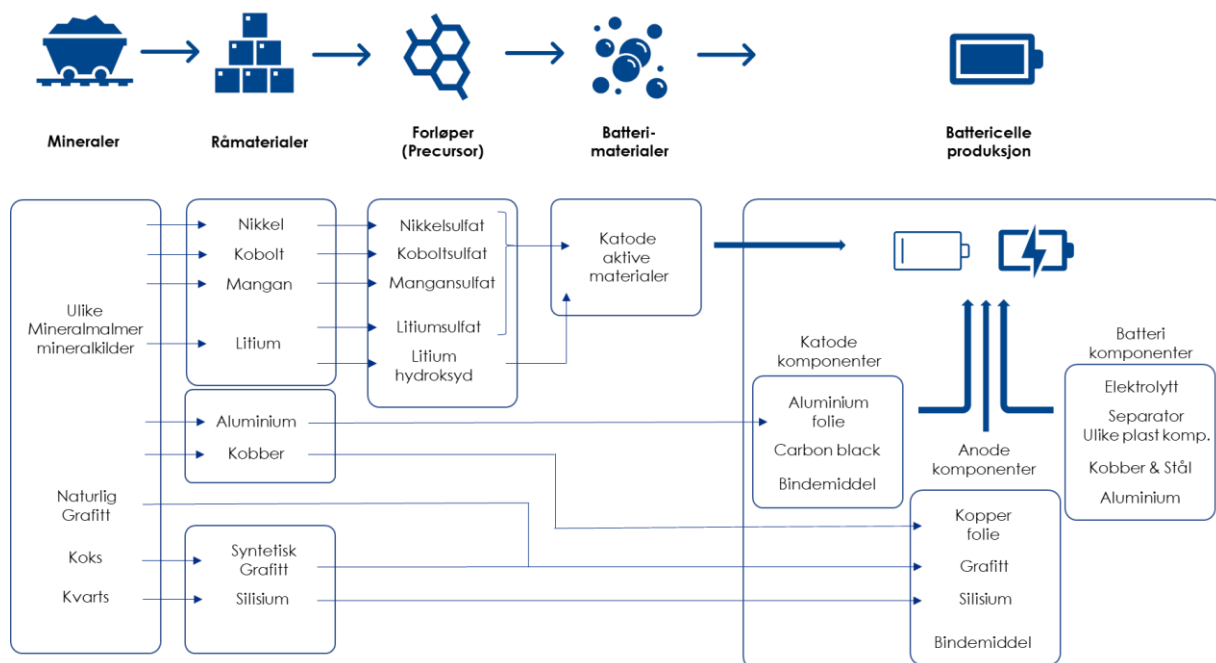 Mineraler
Råmaterialer
Forløper
(Precursor)
Batteri-
materialer
Battericelle
produksjon
Ulike
Mineralmalmer
mineralkilder
Naturlig
Grafitt
Koks
Kvarts
Nikkel
Kobolt
Mangan
Litium
Aluminium
Kobber
Syntetisk
Grafitt
Silisium
Nikkelsulfat
Koboltsulfat
Mangansulfat
Litiumsulfat
Litium
hydroksyd
Katode
aktive
materialer
Katode
komponenter
Aluminium
folie
Carbon black
Bindemiddel
Anode
komponenter
Kopper
folie
Grafitt
Silisium
Bindemiddel
Batteri
komponenter
Elektrolytt
Separator
Ulike plast komp.
Kobber & Stål
Aluminium